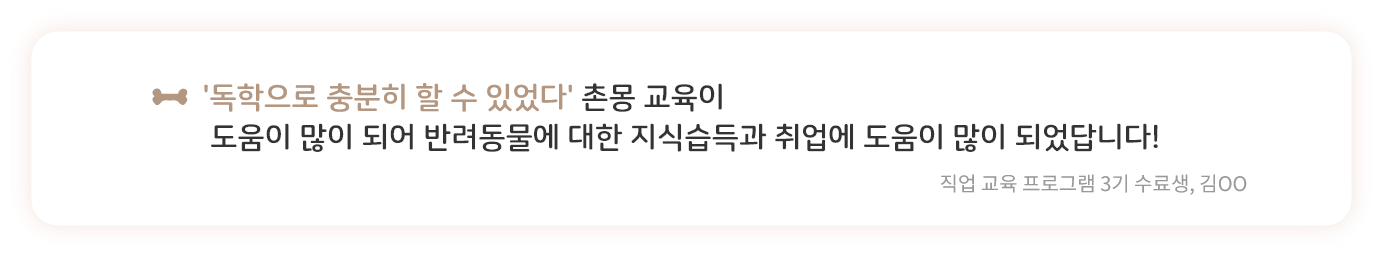 '독학으로 충분히 할 수 있었다' 촌몽 교육이
도움이 많이 되어 반려동물에 대한 지식습득과 취업에 도움이 많이 되었답니다!
직업 교육 프로그램 3기 수료생, 김OO